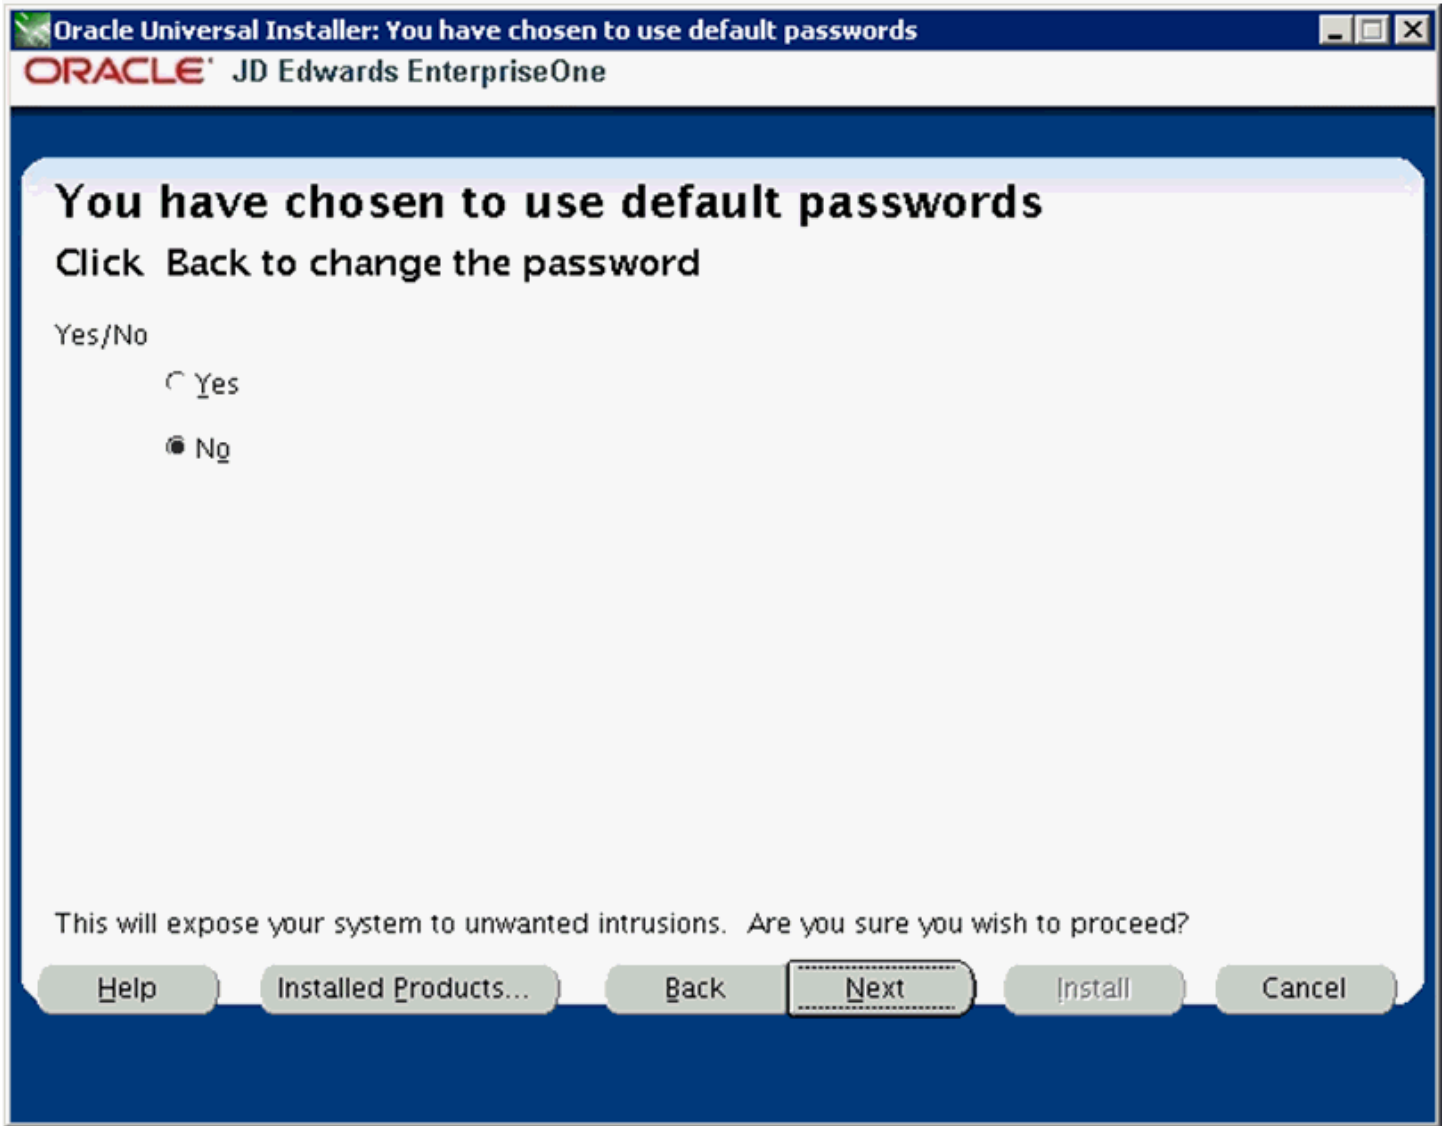 Oracle Universal Installer: You have chosen to use default passwords
ORACLE JD Edwards EnterpriseOne
You have chosen to use default passwords
Click Back to change the password
Yes/No
Yes
No
This will expose your system to unwanted intrusions. Are you sure you wish to proceed?
Help Installed Products... Back Next Install Cancel